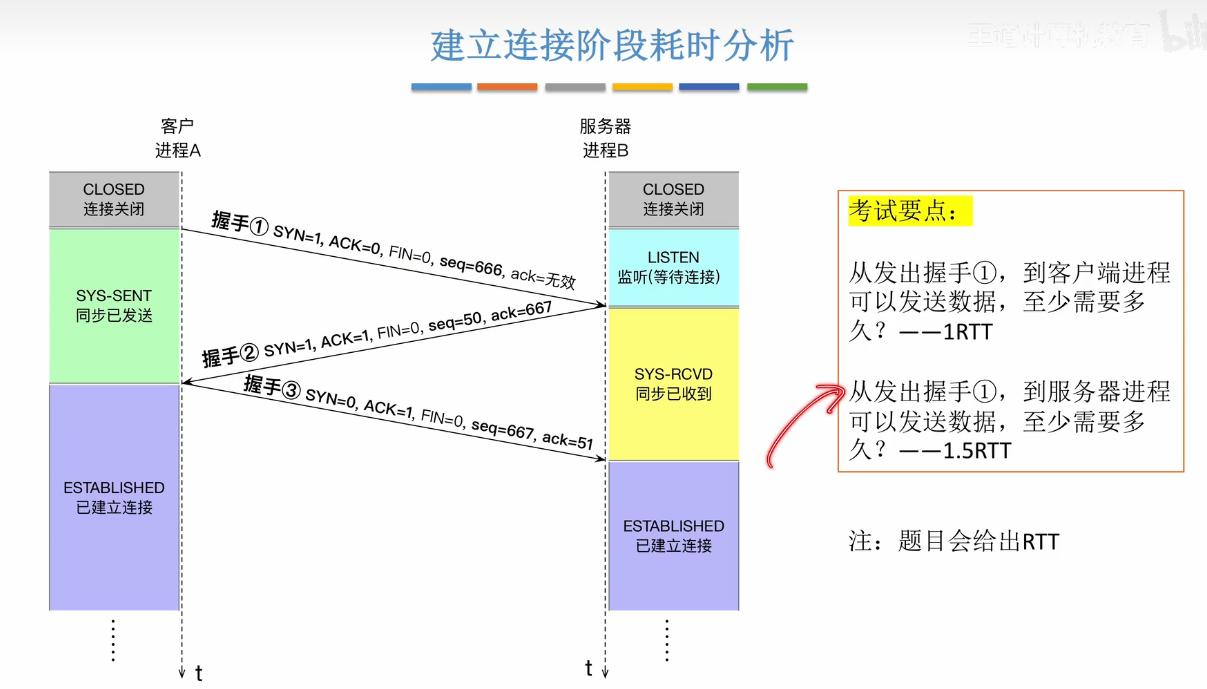 王道计算机教育 bili
建立连接阶段耗时分析
客户
进程A
服务器
进程B
CLOSED
连接关闭
CLOSED
连接关闭
握手① SYN=1, ACK=0, FIN=0, seq=666, ack=无效
LISTEN
监听(等待连接)
SYS-SENT
同步已发送
握手② SYN=1, ACK=1, FIN=0, seq=50, ack=667
SYS-RCVD
同步已收到
握手③ SYN=0, ACK=1, FIN=0, seq=667, ack=51
ESTABLISHED
已建立连接
ESTABLISHED
已建立连接
t
t
考试要点：
从发出握手①，到客户端进程
可以发送数据，至少需要多
久？——1RTT
从发出握手①，到服务器进程
可以发送数据，至少需要多
久？——1.5RTT
注：题目会给出RTT